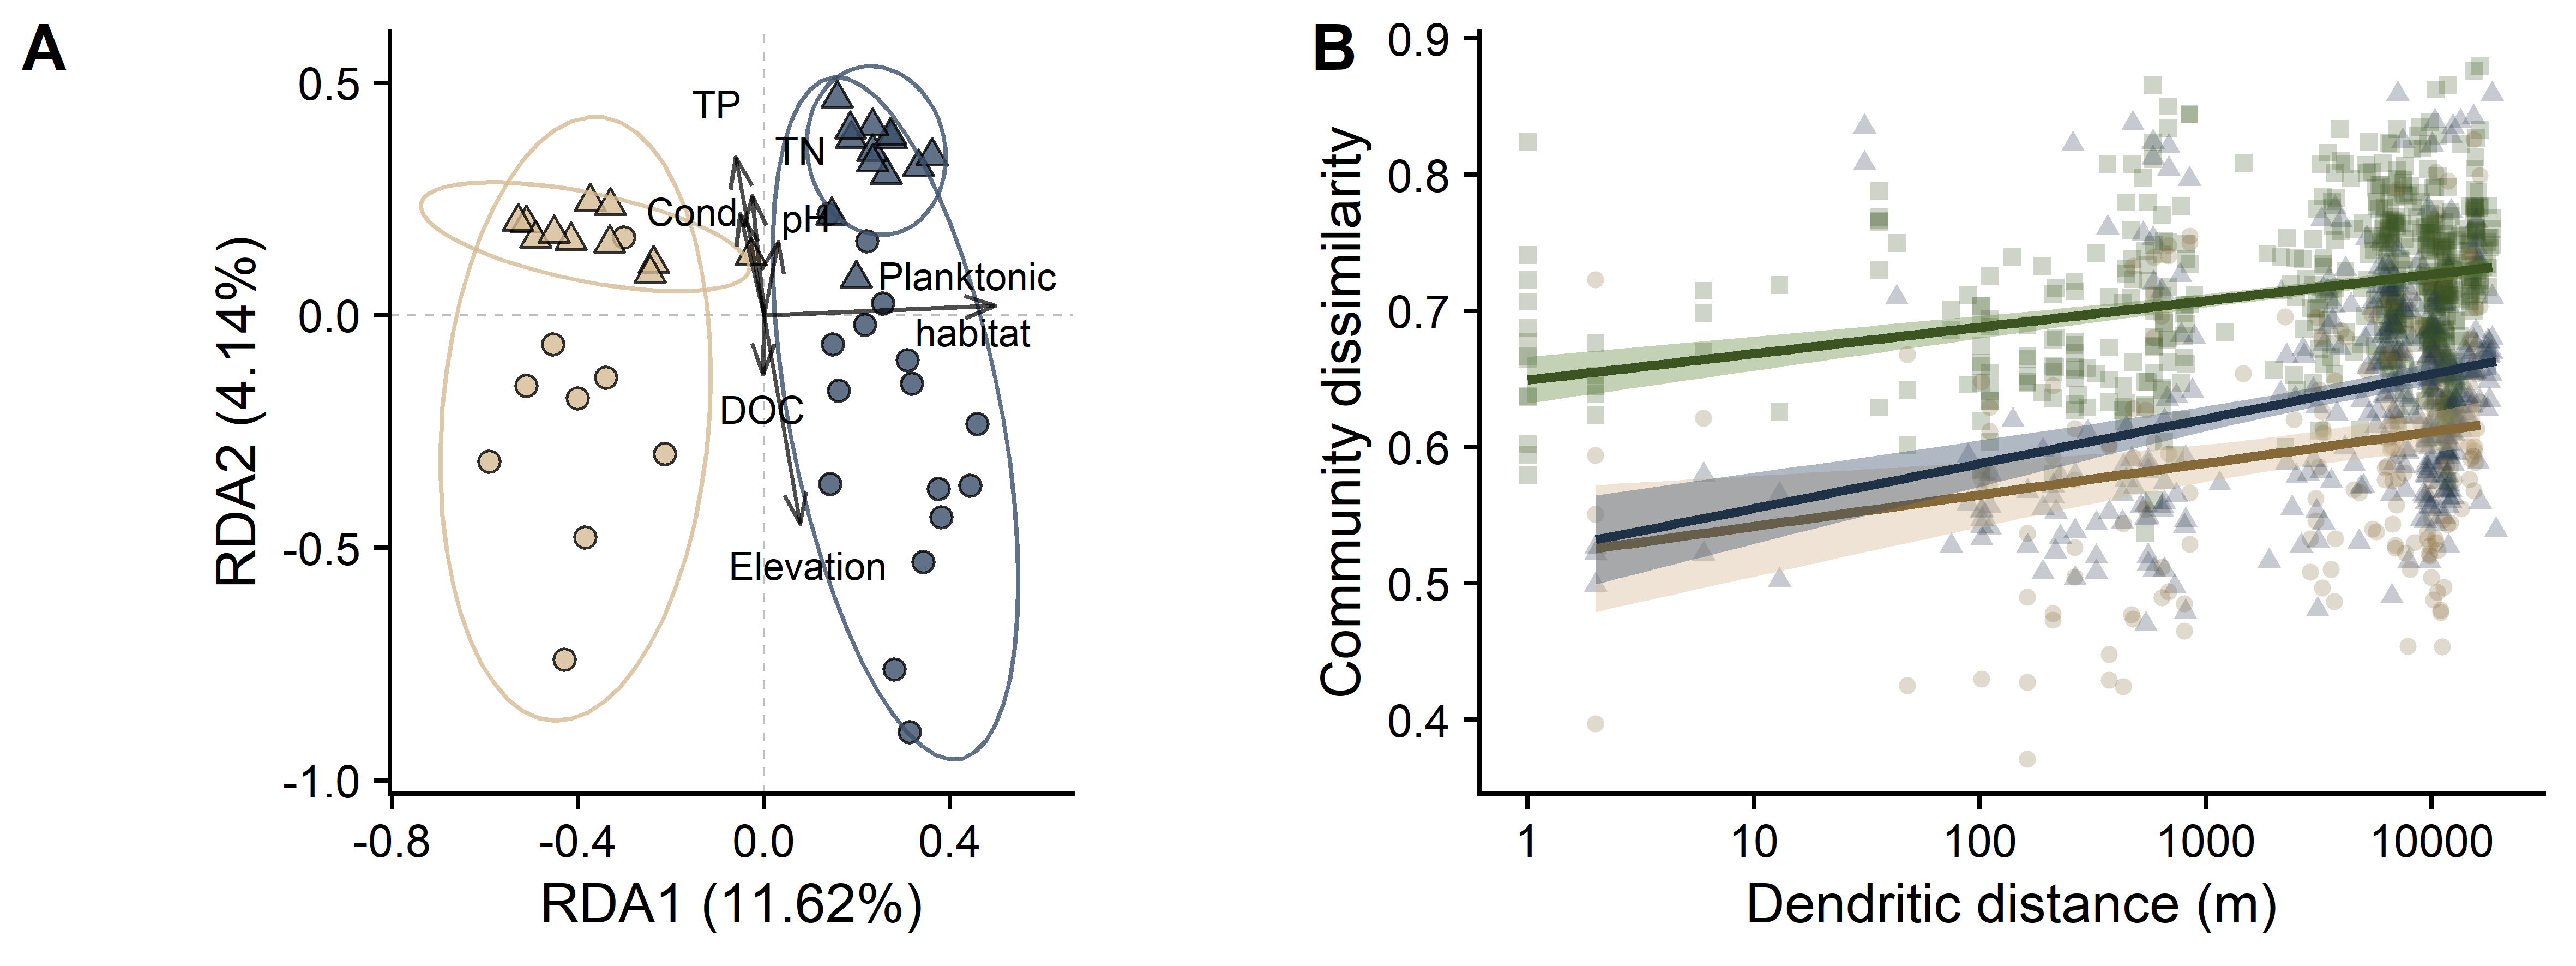 A
0.5
0.0
-0.5
-1.0
RDA2 (4.14%)
TP
TN
Cond
pH
Planktonic
habitat
DOC
Elevation
-0.8
-0.4
0.0
0.4
RDA1 (11.62%)
B
0.9
0.8
0.7
0.6
0.5
0.4
Community dissimilarity
1
10
100
1000
10000
Dendritic distance (m)